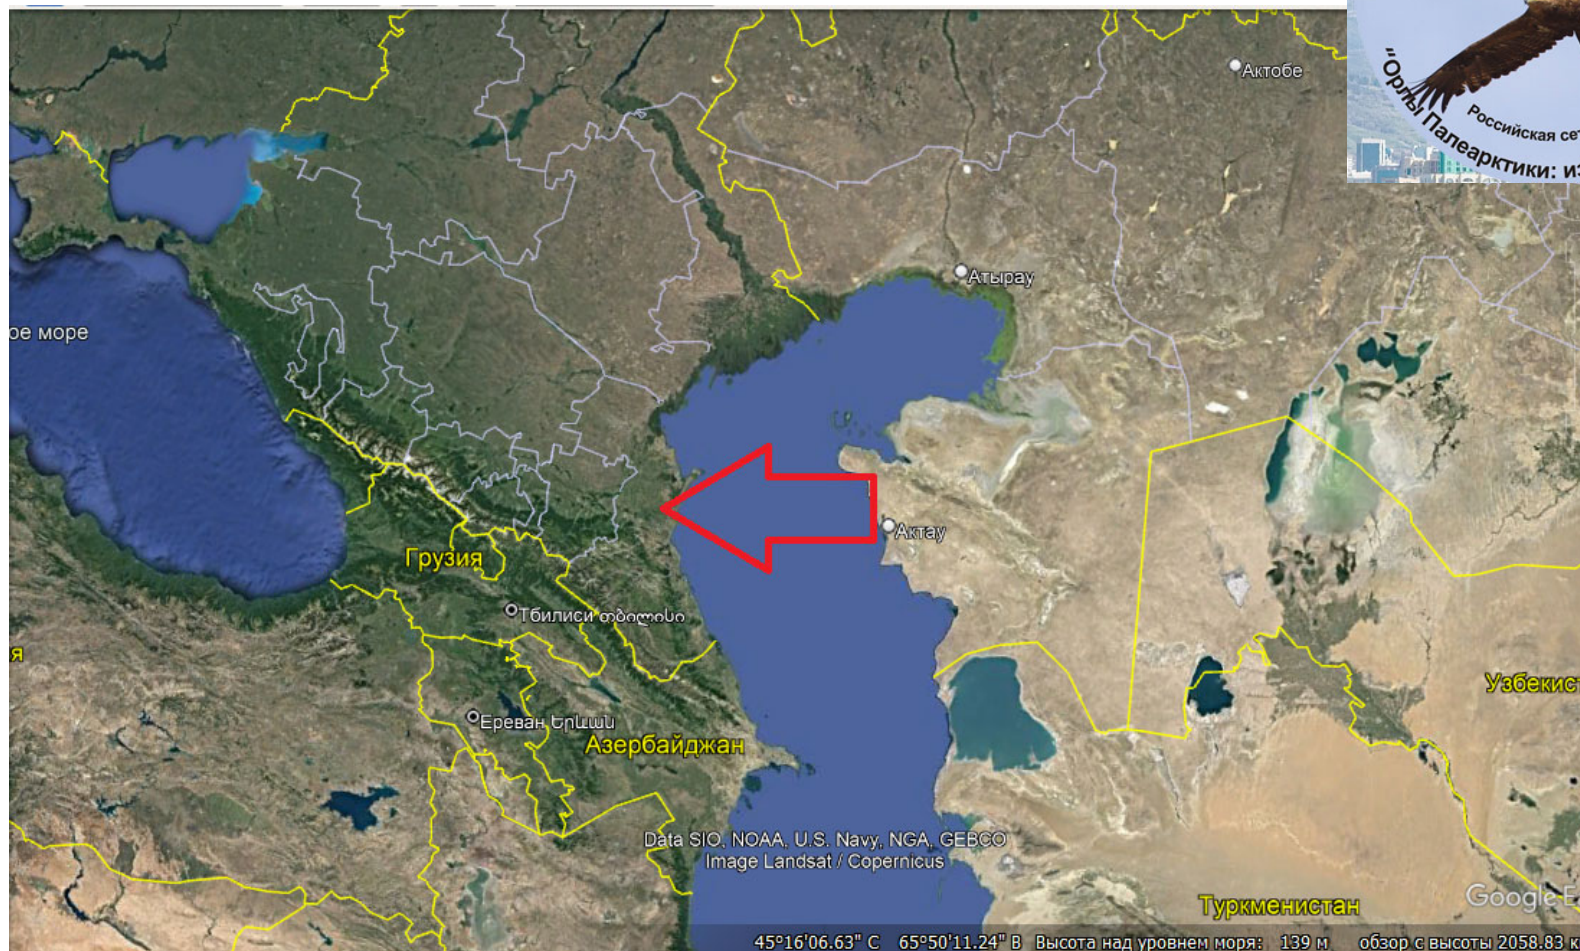 Актобе
"Орлы Палеарктики: из
Российская сет
Атырау
ое море
Актау
Грузия
Тбилиси თბილისი
я
Узбекис
Ереван Երևան
Азербайджан
Data SIO, NOAA, U.S. Navy, NGA, GEBCO
Image Landsat / Copernicus
Туркменистан
Google E
45°16'06.63" С 65°50'11.24" В Высота над уровнем моря: 139 м обзор с высоты 2058.83 к